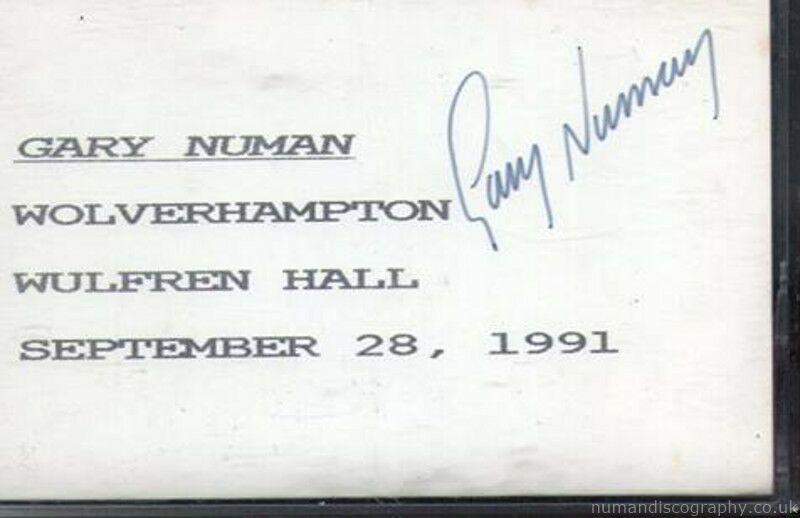 Gary Numan
GARY NUMAN
WOLVERHAMPTON
WULFREN HALL
SEPTEMBER 28, 1991
numandiscography.co.uk